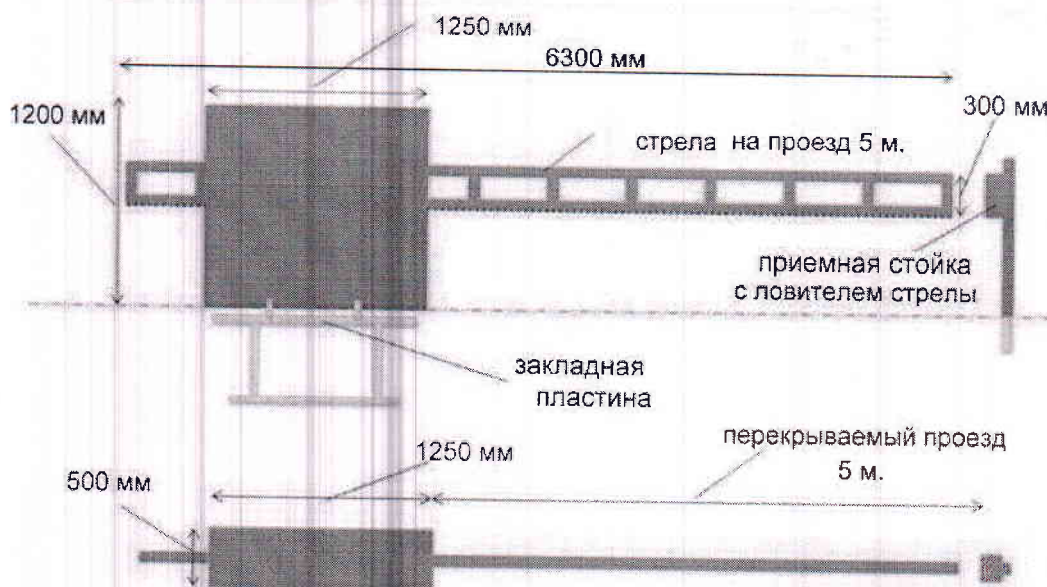 1250 мм
6300 мм
1200 мм
300 мм
стрела на проезд 5 м.
приемная стойка
с ловителем стрелы
закладная
пластина
1250 мм
перекрываемый проезд
5 м.
500 мм